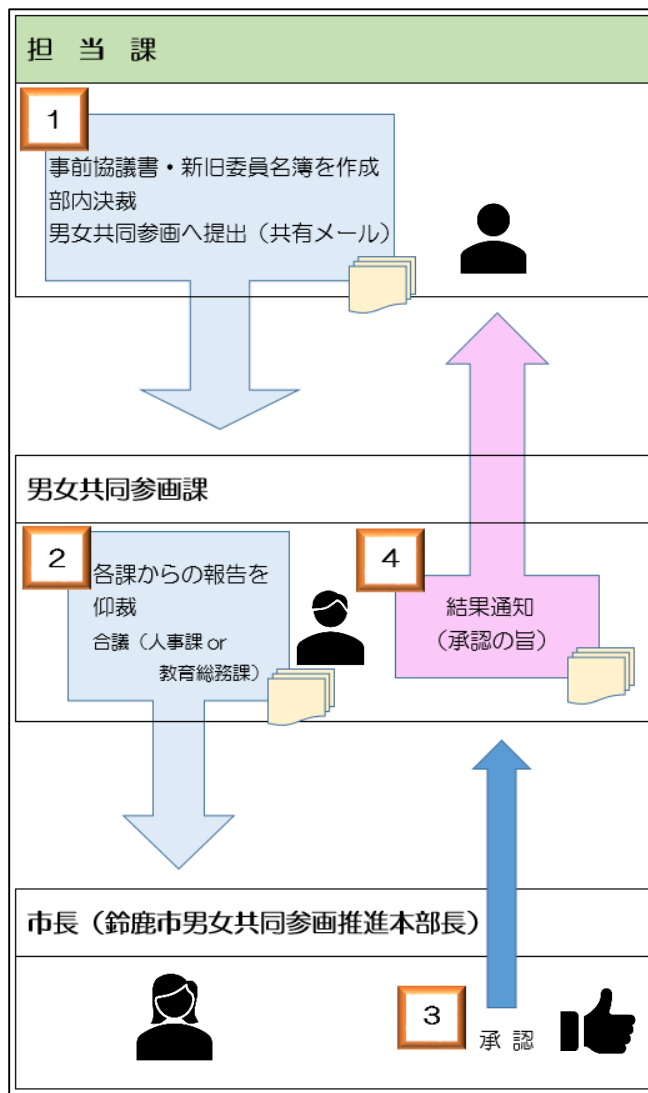 担 当 課
1
事前協議書・新旧委員名簿を作成
部内決裁
男女共同参画へ提出（共有メール）
男女共同参画課
2
各課からの報告を
仰裁
合議（人事課 or
教育総務課）
4
結果通知
（承認の旨）
市長（鈴鹿市男女共同参画推進本部長）
3
承 認